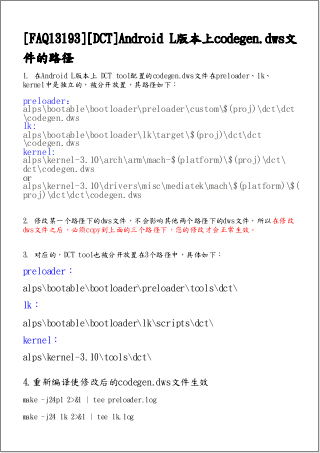 [FAQ13193][DCT]Android L版本上codegen.dws文
件的路径
1. 在Android L版本上 DCT tool配置的codegen.dws文件在preloader、lk、
kernel中是独立的，被分开放置，其路径如下：
preloader:
alps\bootable\bootloader\preloader\custom\$(proj)\dct\dct
\codegen.dws
lk:
alps\bootable\bootloader\lk\target\$(proj)\dct\dct
\codegen.dws
kernel:
alps\kernel-3.10\arch\arm\mach-$(platform)\$(proj)\dct\
dct\codegen.dws
or
alps\kernel-3.10\drivers\misc\mediatek\mach\$(platform)\$(
proj)\dct\dct\codegen.dws
2. 修改某一个路径下的dws文件，不会影响其他两个路径下的dws文件，所以在修改
dws文件之后，必须copy到上面的三个路径下，您的修改才会正常生效。
3. 对应的，DCT tool也被分开放置在3个路径中，具体如下：
preloader：
alps\bootable\bootloader\preloader\tools\dct\
lk：
alps\bootable\bootloader\lk\scripts\dct\
kernel：
alps\kernel-3.10\tools\dct\
4.重新编译使修改后的codegen.dws文件生效
make -j24pl 2>&1 | tee preloader.log
make -j24 lk 2>&1 | tee lk.log